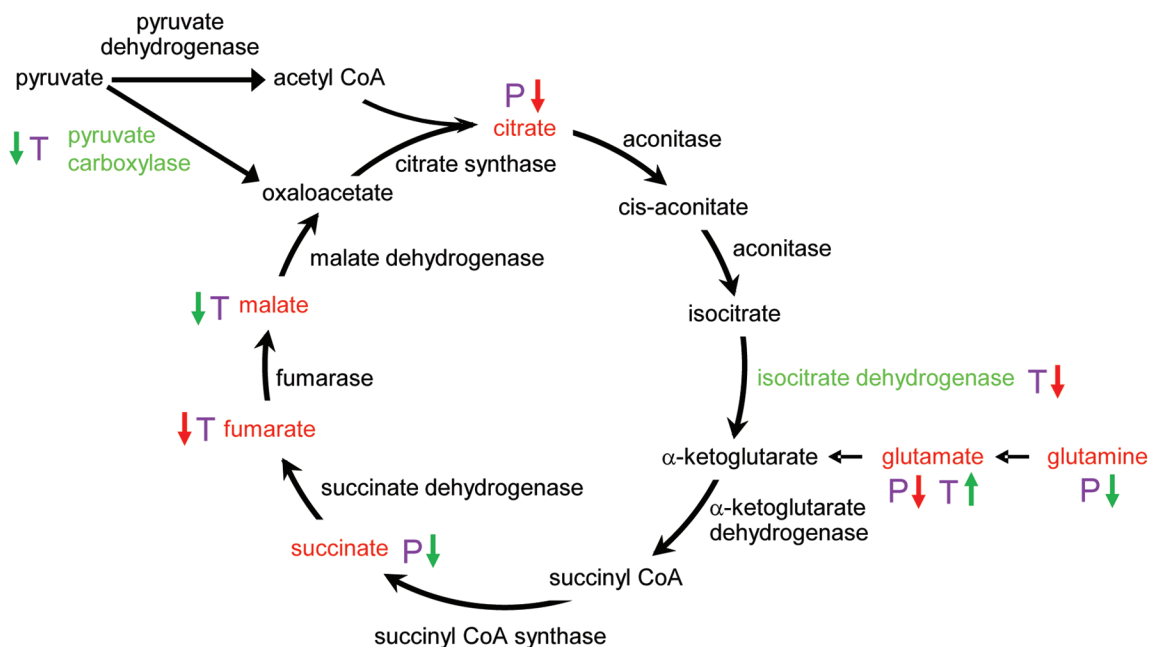 pyruvate
dehydrogenase
pyruvate
acetyl CoA
P
citrate
T
pyruvate
carboxylase
citrate synthase
aconitase
oxaloacetate
cis-aconitate
malate dehydrogenase
aconitase
T malate
isocitrate
fumarase
isocitrate dehydrogenase T
T fumarate
α-ketoglutarate
glutamate
glutamine
P T
P
succinate dehydrogenase
α-ketoglutarate
dehydrogenase
succinate P
succinyl CoA
succinyl CoA synthase